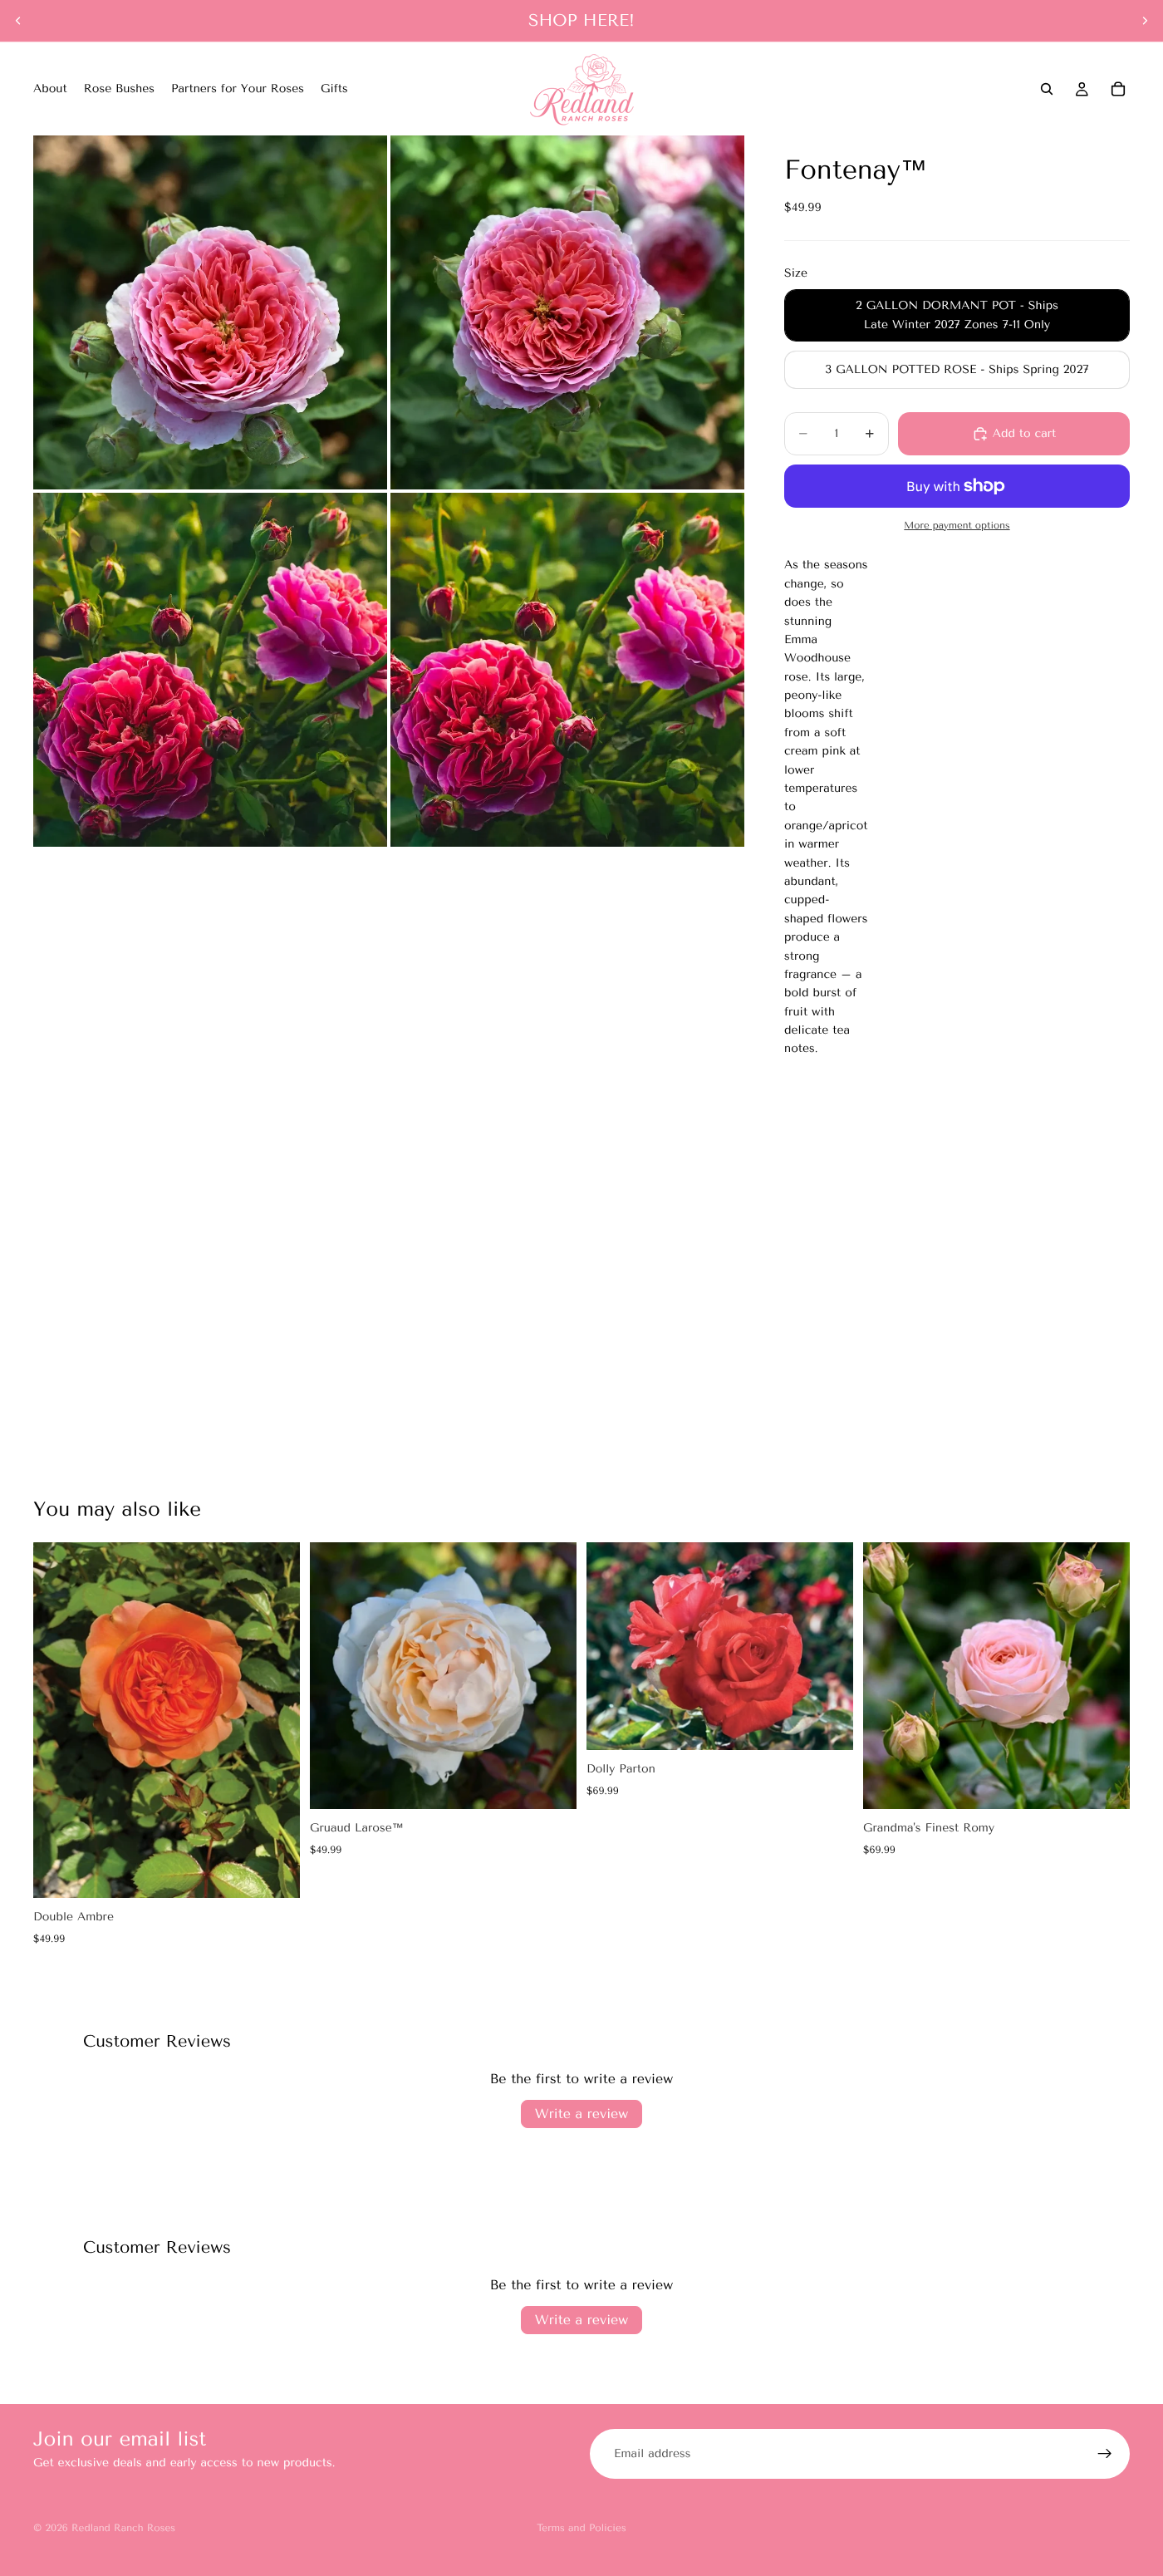 SHOP HERE!
About Rose Bushes Partners for Your Roses Gifts
Redland
RANCH ROSES
Fontenay™
$49.99
Size
2 GALLON DORMANT POT - Ships
Late Winter 2027 Zones 7-11 Only
3 GALLON POTTED ROSE - Ships Spring 2027
1
Add to cart
Buy with shop
More payment options
As the seasons
change, so
does the
stunning
Emma
Woodhouse
rose. Its large,
peony-like
blooms shift
from a soft
cream pink at
lower
temperatures
to
orange/apricot
in warmer
weather. Its
abundant,
cupped-
shaped flowers
produce a
strong
fragrance – a
bold burst of
fruit with
delicate tea
notes.
You may also like
Double Ambre
$49.99
Gruaud Larose™
$49.99
Dolly Parton
$69.99
Grandma's Finest Romy
$69.99
Customer Reviews
Be the first to write a review
Write a review
Customer Reviews
Be the first to write a review
Write a review
Join our email list
Get exclusive deals and early access to new products.
Email address
© 2026 Redland Ranch Roses
Terms and Policies